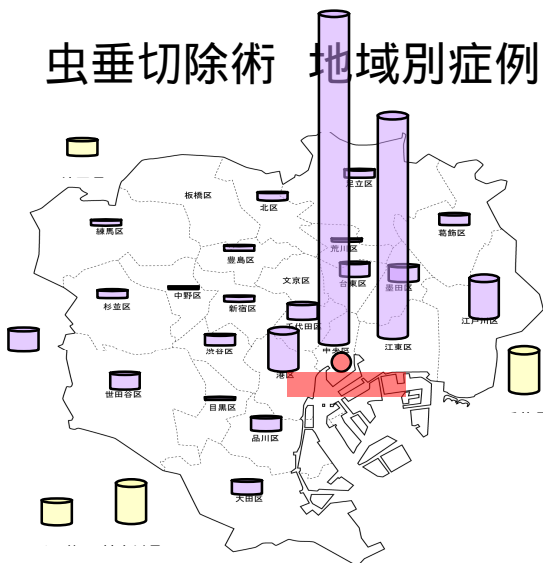 虫垂切除術 地域別症例
足立区
板橋区
北区
葛飾区
練馬区
荒川区
豊島区
文京区
台東区
墨田区
中野区
杉並区
新宿区
千代田区
江戸川区
渋谷区
中央区
江東区
港区
世田谷区
目黒区
品川区
大田区